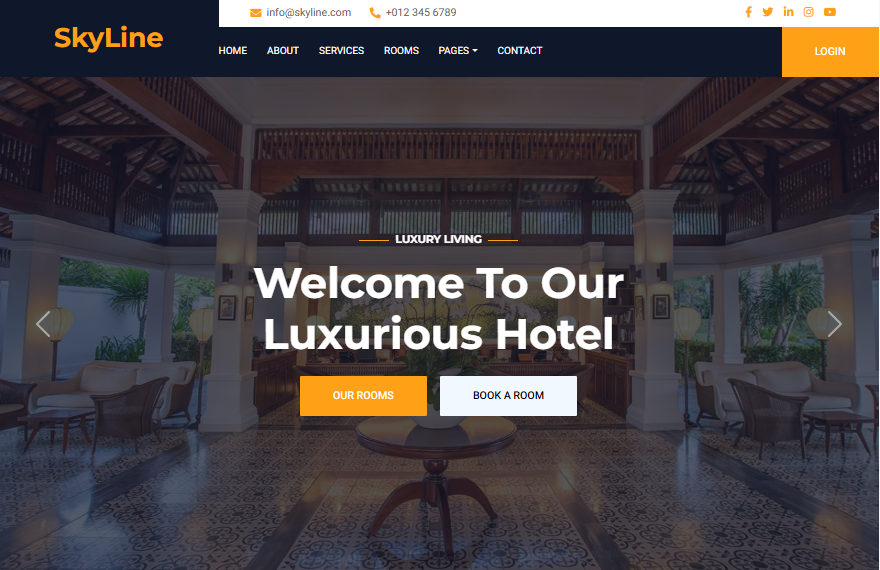 SkyLine
info@skyline.com
+012 345 6789
HOME ABOUT SERVICES ROOMS PAGES CONTACT
LOGIN
LUXURY LIVING
Welcome To Our
Luxurious Hotel
OUR ROOMS
BOOK A ROOM